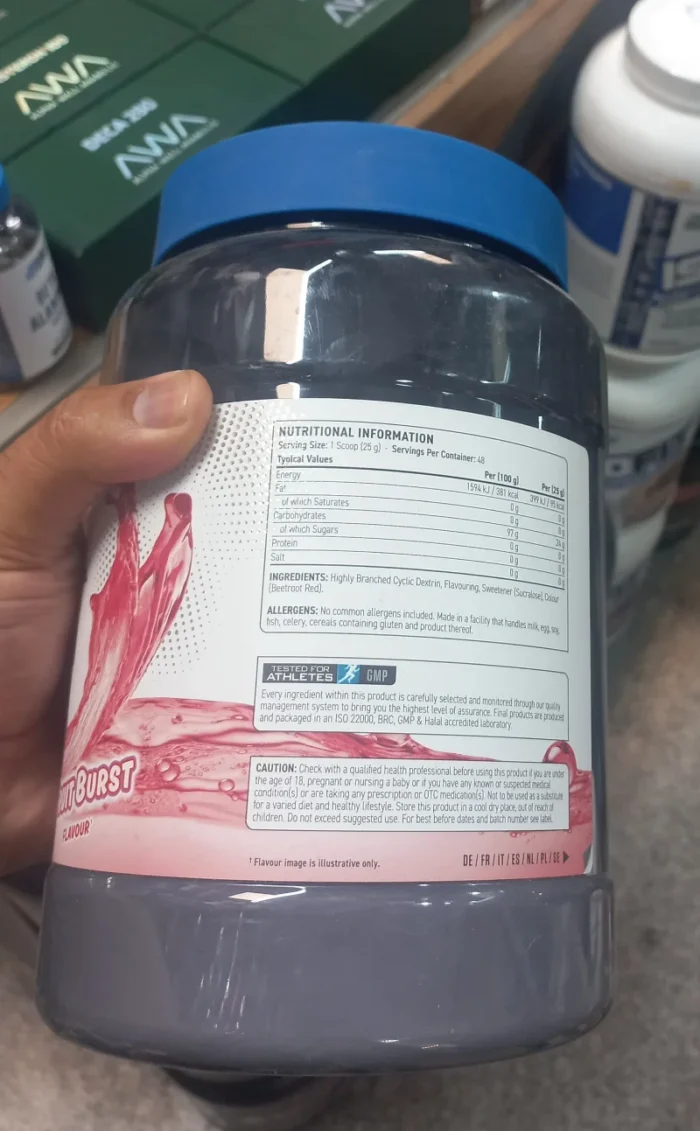 AWA
DECA 200
AWA
AWA
NUTRITIONAL INFORMATION
Serving Size: 1 Scoop (25 g) - Servings Per Container: 48
Typical Values Per (100 g) Per (25 g)
Energy 1594 kJ / 381 kcal 399 kJ / 95 kcal
Fat 0 g 0 g
of which Saturates 0 g 0 g
Carbohydrates 97 g 24 g
of which Sugars 0 g 0 g
Protein 0 g 0 g
Salt 0 g 0 g
INGREDIENTS: Highly Branched Cyclic Dextrin, Flavouring, Sweetener (Sucralose), Colour
(Beetroot Red).
ALLERGENS: No common allergens included. Made in a facility that handles milk, egg, soy,
fish, celery, cereals containing gluten and product thereof.
TESTED FOR
ATHLETES GMP
Every ingredient within this product is carefully selected and monitored through our quality
management system to bring you the highest level of assurance. Final products are produced
and packaged in an ISO 22000, BRC, GMP & Halal accredited laboratory.
CAUTION: Check with a qualified health professional before using this product if you are under
the age of 18, pregnant or nursing a baby or if you have any known or suspected medical
condition(s) or are taking any prescription or OTC medication(s). Not to be used as a substitute
for a varied diet and healthy lifestyle. Store this product in a cool dry place, out of reach of
children. Do not exceed suggested use. For best before dates and batch number see label.
BURST
FLAVOUR†
† Flavour image is illustrative only.
DE / FR / IT / ES / NL / PL / SE ▶